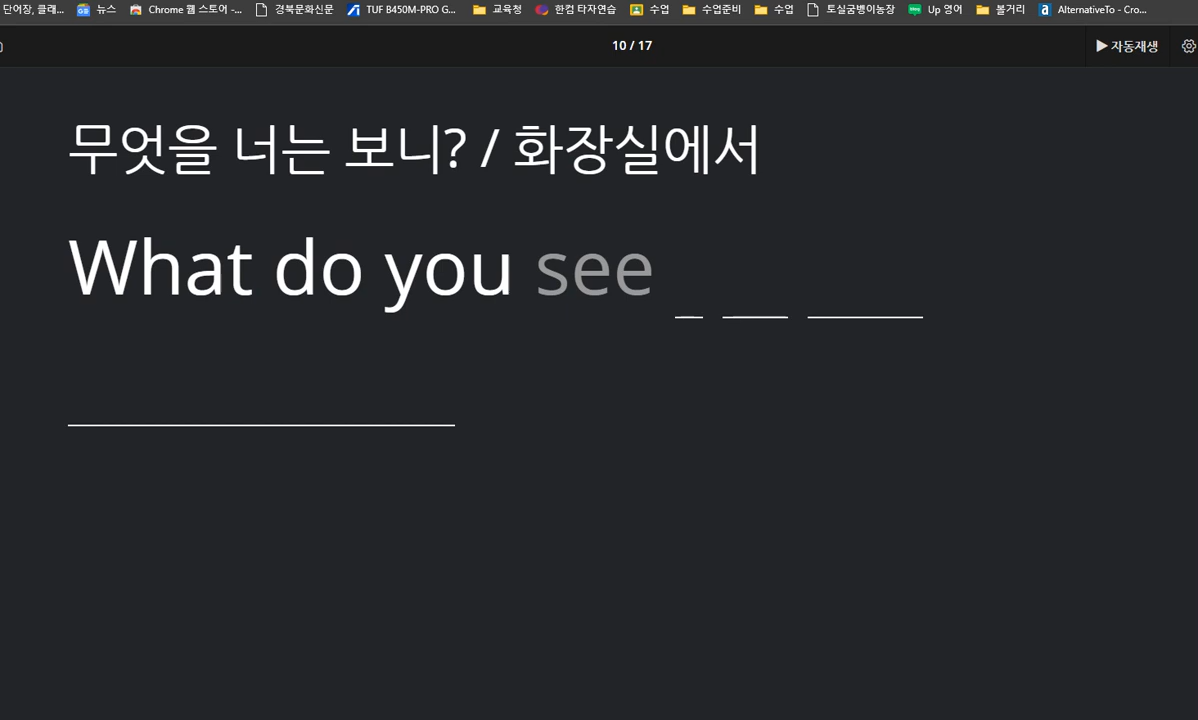 단어장, 클래... 뉴스 Chrome 웹 스토어 -... 경북문화신문 TUF B450M-PRO G... 교육청 한컴 타자연습 수업 수업준비 수업 토실굼벵이농장 Up 영어 볼거리 AlternativeTo - Cro...
10 / 17 ▶ 자동재생
무엇을 너는 보니? / 화장실에서
What do you see